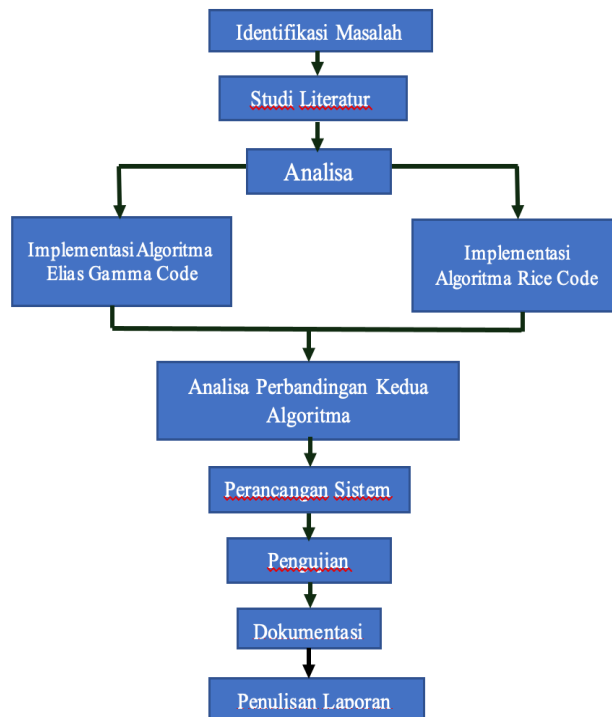 Identifikasi Masalah
Studi Literatur
Analisa
Implementasi Algoritma
Elias Gamma Code
Implementasi
Algoritma Rice Code
Analisa Perbandingan Kedua
Algoritma
Perancangan Sistem
Pengujian
Dokumentasi
Penulisan Laporan